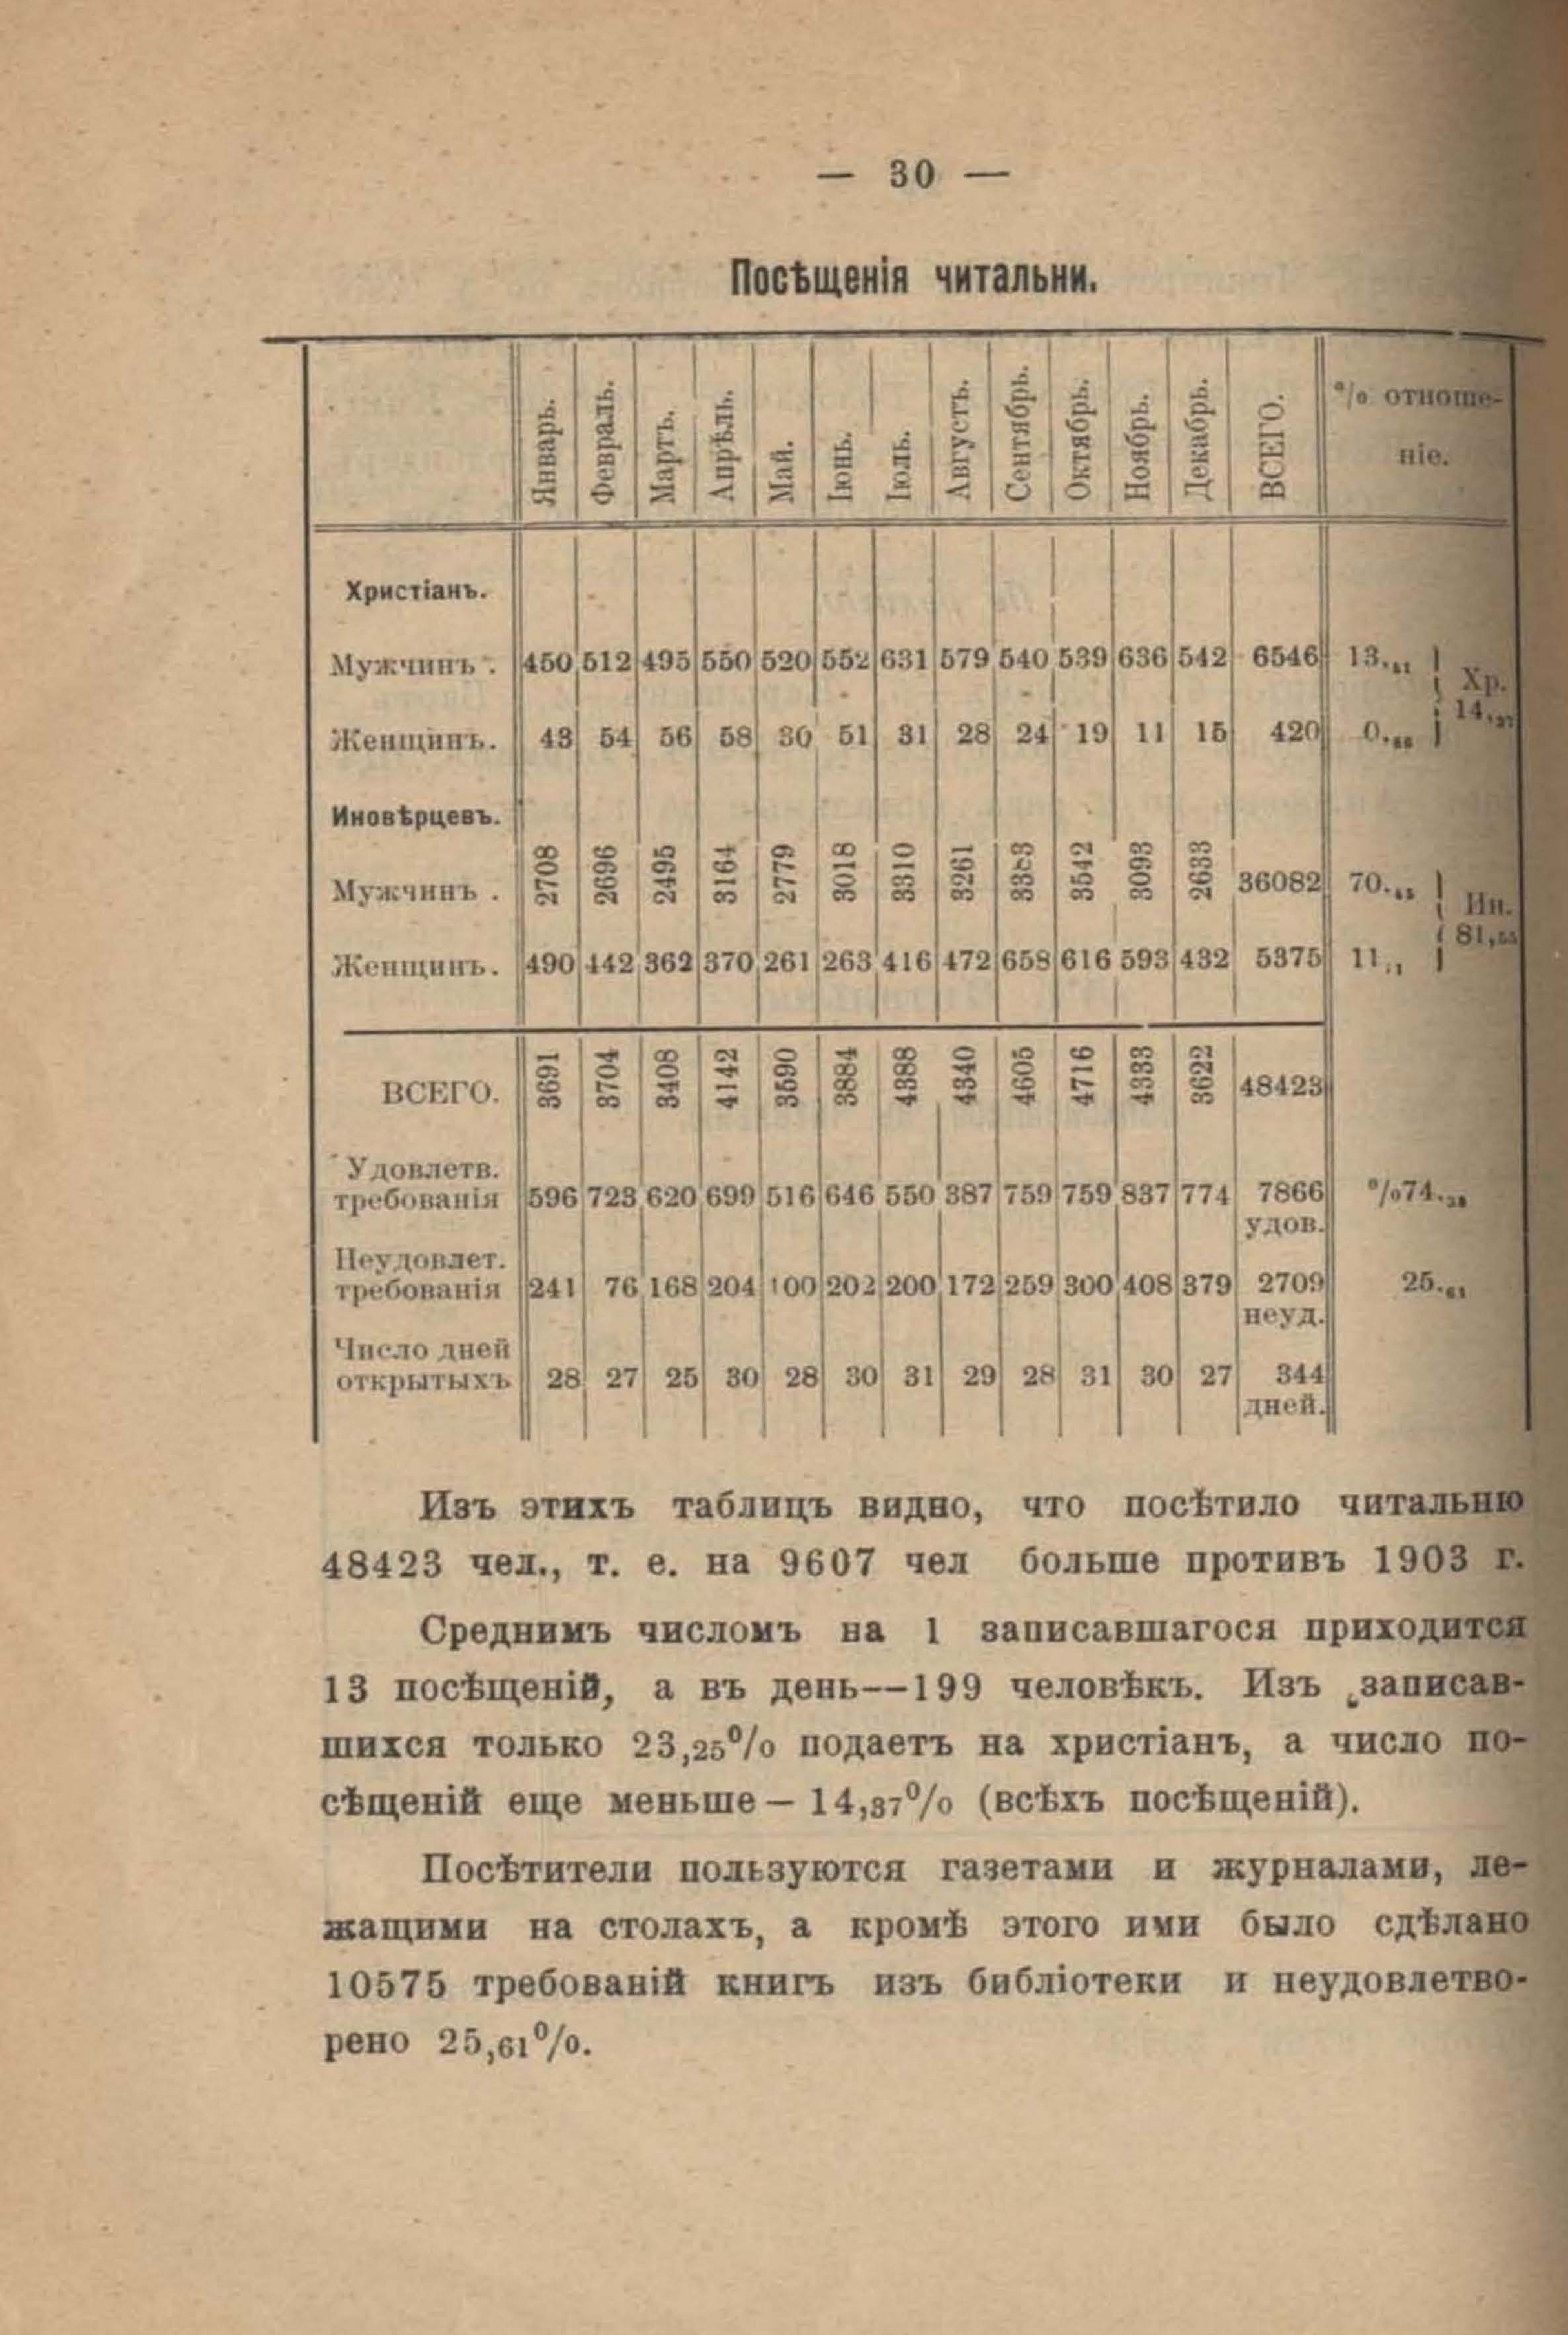 — 30 —
Посѣщенія читальни.
Январь. Февраль. Мартъ. Апрѣль. Май. Іюнь. Іюль. Августъ. Сентябрь. Октябрь. Ноябрь. Декабрь. ВСЕГО. % отноше-
ніе.
Христіанъ.
Мужчинъ . 450 512 495 550 520 552 631 579 540 539 636 542 6546 13.
Хр.
Женщинъ. 43 54 56 58 30 51 31 28 24 19 11 15 420 0. 14,37
Иновѣрцевъ.
Мужчинъ . 2708 2696 2495 3164 2779 3018 3310 3261 3383 3542 3093 2633 36082 70.
Ин.
Женщинъ. 490 442 362 370 261 263 416 472 658 616 593 432 5375 11,1 81,
ВСЕГО. 3691 3704 3408 4142 3590 3884 4388 4340 4605 4716 4333 3622 48423
Удовлетв.
требованія 596 723 620 699 516 646 550 387 759 759 837 774 7866 %74.
удов.
Неудовлет.
требованія 241 76 168 204 100 202 200 172 259 300 408 379 2709 25.61
неуд.
Число дней
открытыхъ 28 27 25 30 28 30 31 29 28 31 30 27 344
дней.
Изъ этихъ таблицъ видно, что посѣтило читальню
48423 чел., т. е. на 9607 чел больше противъ 1903 г.
Среднимъ числомъ на 1 записавшагося приходится
13 посѣщеній, а въ день—199 человѣкъ. Изъ записав-
шихся только 23,25% подаетъ на христіанъ, а число по-
сѣщеній еще меньше — 14,37% (всѣхъ посѣщеній).
Посѣтители пользуются газетами и журналами, ле-
жащими на столахъ, а кромѣ этого ими было сдѣлано
10575 требованій книгъ изъ библіотеки и неудовлетво-
рено 25,61%.